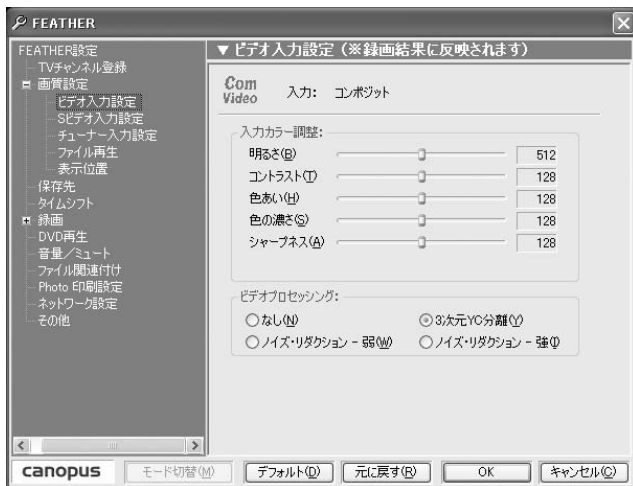 FEATHER
FEATHER設定
TVチャンネル登録
画質設定
ビデオ入力設定
Sビデオ入力設定
チューナー入力設定
ファイル再生
表示位置
保存先
タイムシフト
録画
DVD再生
音量/ミュート
ファイル関連付け
Photo 印刷設定
ネットワーク設定
その他
▼ ビデオ入力設定 (※録画結果に反映されます)
Com
Video
入力: コンポジット
入力カラー調整:
明るさ(B) 512
コントラスト(T) 128
色あい(H) 128
色の濃さ(S) 128
シャープネス(A) 128
ビデオプロセッシング:
なし(N) 3次元YC分離(Y)
ノイズ・リダクション - 弱(W) ノイズ・リダクション - 強(I)
canopus モード切替(M) デフォルト(D) 元に戻す(R) OK キャンセル(C)